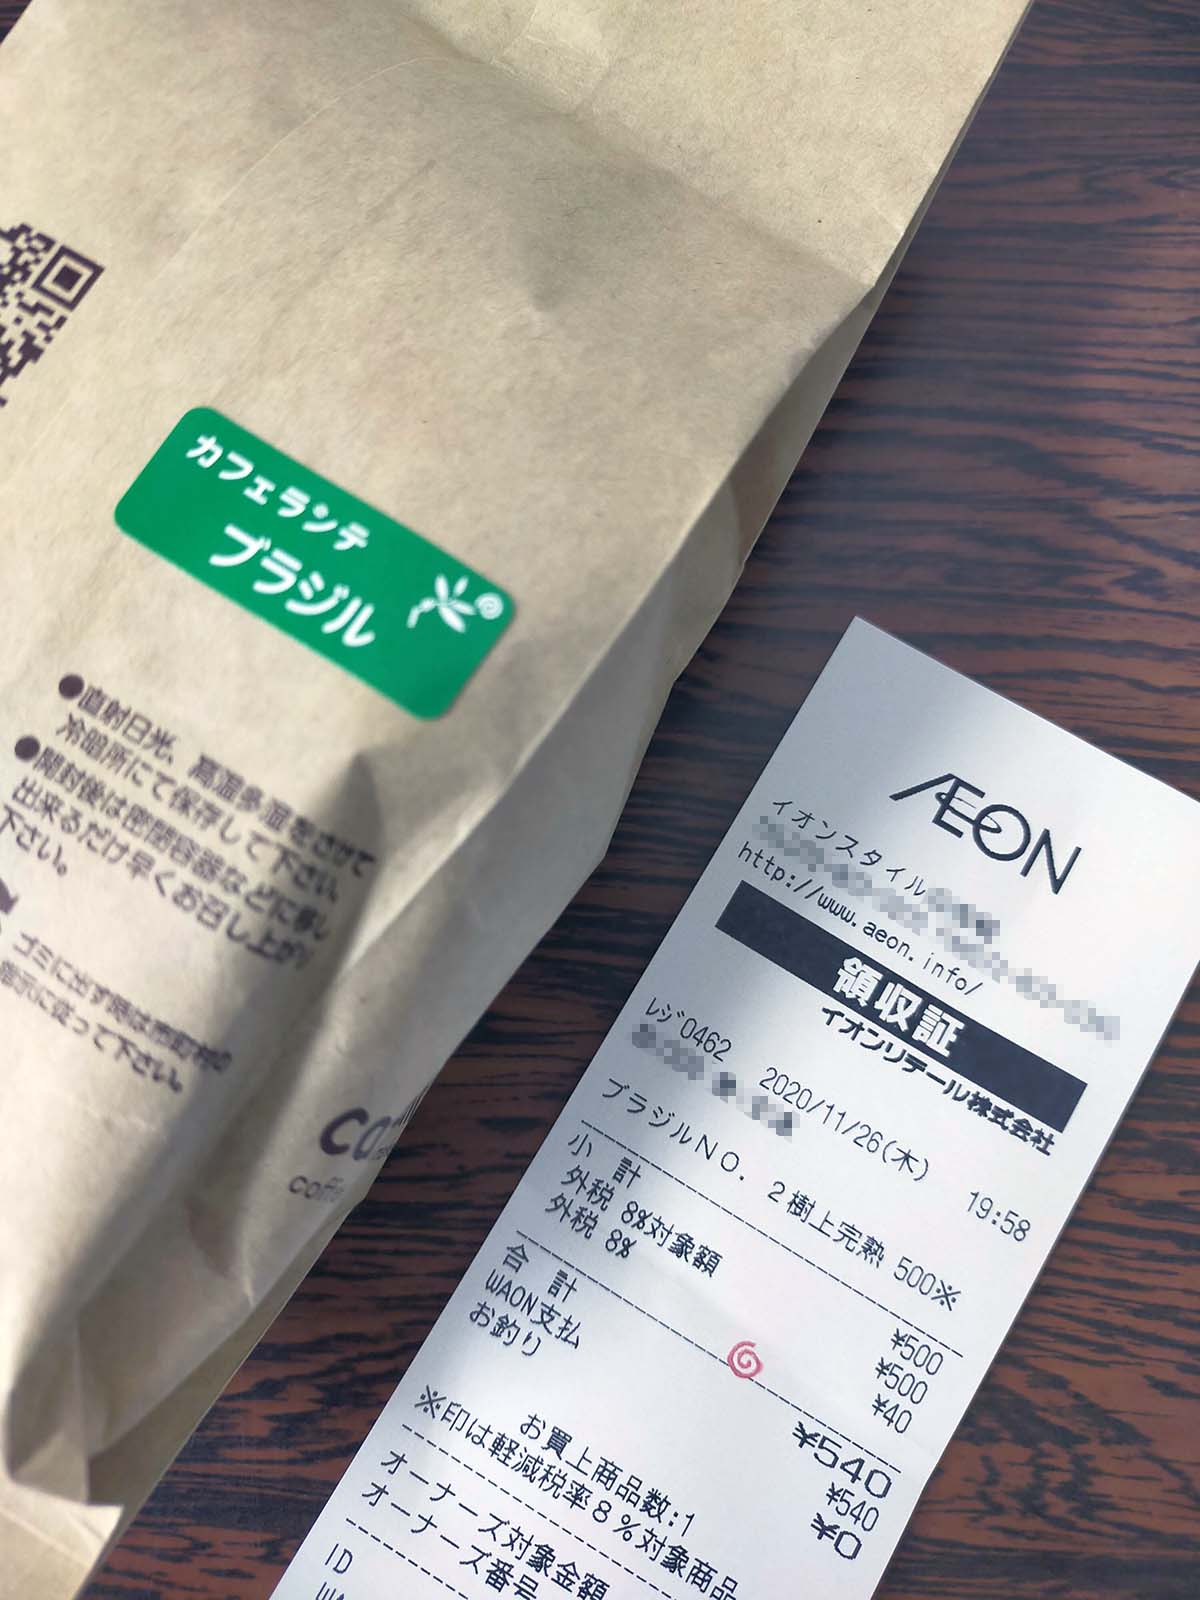 カフェランテ
ブラジル
●直射日光、高温多湿をさけて
冷暗所にて保存して下さい。
●開封後は密閉容器などに移し
出来るだけ早くお召し上がり
下さい。
ゴミに出す際は市町村の
指示に従って下さい。
ca
coffe
ÆON
イオンスタイル
http://www.aeon.info/
領収証
イオンリテール株式会社
ﾚｼﾞ0462 2020/11/26(木) 19:58
ブラジルNO.2樹上完熟 500※
小計 ¥500
外税 8%対象額 ¥500
外税 8% ¥40
合計 ¥540
WAON支払 ¥540
お釣り ¥0
お買上商品数:1
※印は軽減税率8%対象商品
オーナーズ対象金額
オーナーズ番号
ID